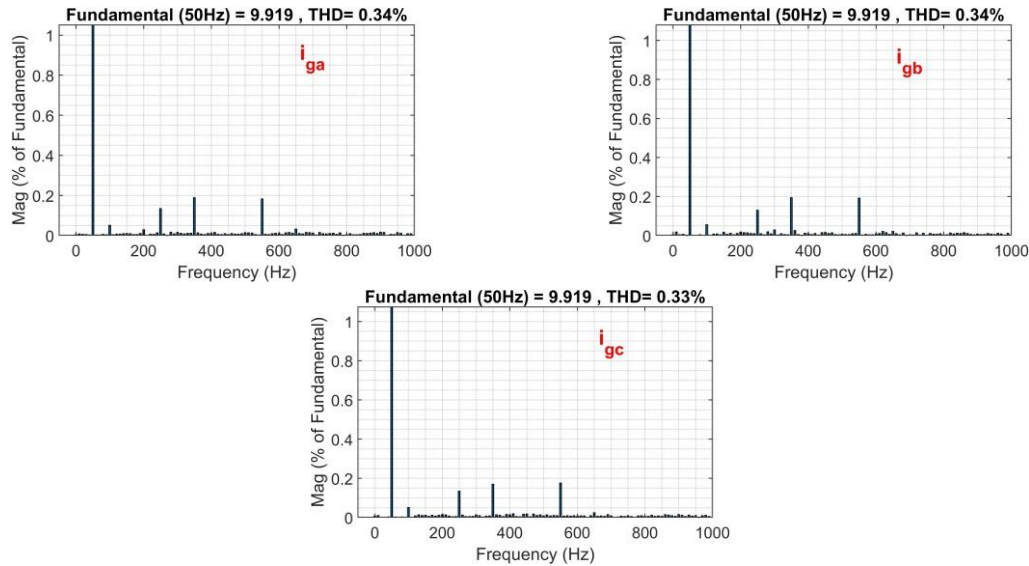 Fundamental (50Hz) = 9.919 , THD= 0.34%
Mag (% of Fundamental)
1
0.8
0.6
0.4
0.2
0
i ga
0 200 400 600 800 1000
Frequency (Hz)
Fundamental (50Hz) = 9.919 , THD= 0.34%
Mag (% of Fundamental)
1
0.8
0.6
0.4
0.2
0
i gb
0 200 400 600 800 1000
Frequency (Hz)
Fundamental (50Hz) = 9.919 , THD= 0.33%
Mag (% of Fundamental)
1
0.8
0.6
0.4
0.2
0
i gc
0 200 400 600 800 1000
Frequency (Hz)